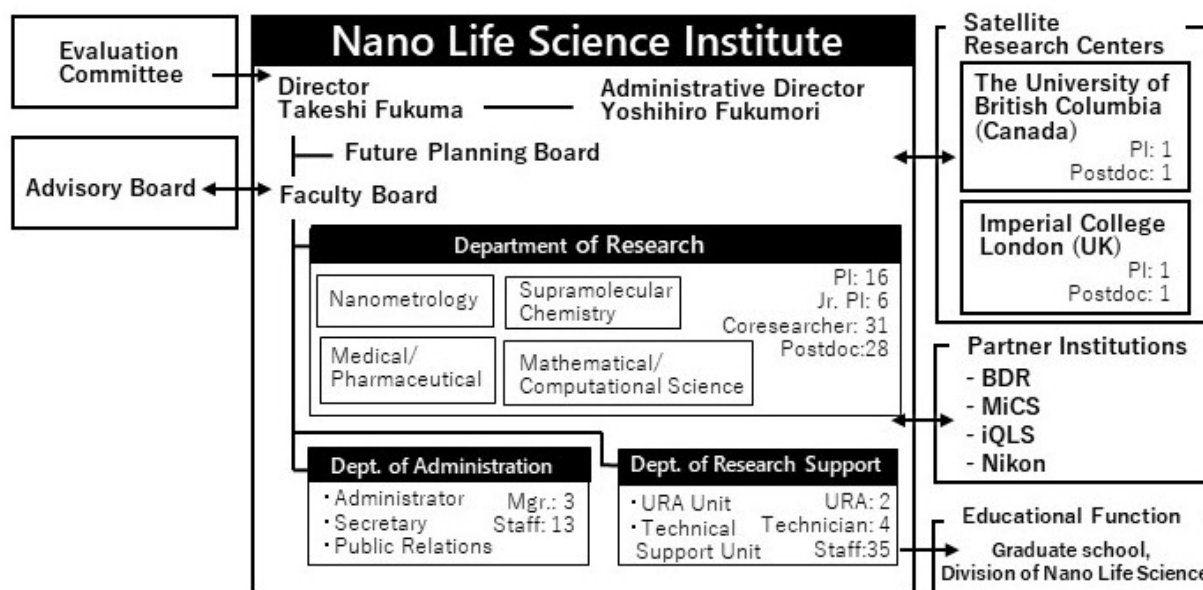 Evaluation
Committee
Advisory Board
Nano Life Science Institute
Director
Takeshi Fukuma
Administrative Director
Yoshihiro Fukumori
Future Planning Board
Faculty Board
Department of Research
Nanometrology
Supramolecular
Chemistry
Medical/
Pharmaceutical
Mathematical/
Computational Science
PI: 16
Jr. PI: 6
Coresearcher: 31
Postdoc:28
Dept. of Administration
・Administrator
・Secretary
・Public Relations
Mgr.: 3
Staff: 13
Dept. of Research Support
・URA Unit
・Technical
Support Unit
URA: 2
Technician: 4
Staff:35
Satellite
Research Centers
The University of
British Columbia
(Canada)
PI: 1
Postdoc: 1
Imperial College
London (UK)
PI: 1
Postdoc: 1
Partner Institutions
- BDR
- MiCS
- iQLS
- Nikon
Educational Function
Graduate school,
Division of Nano Life Science